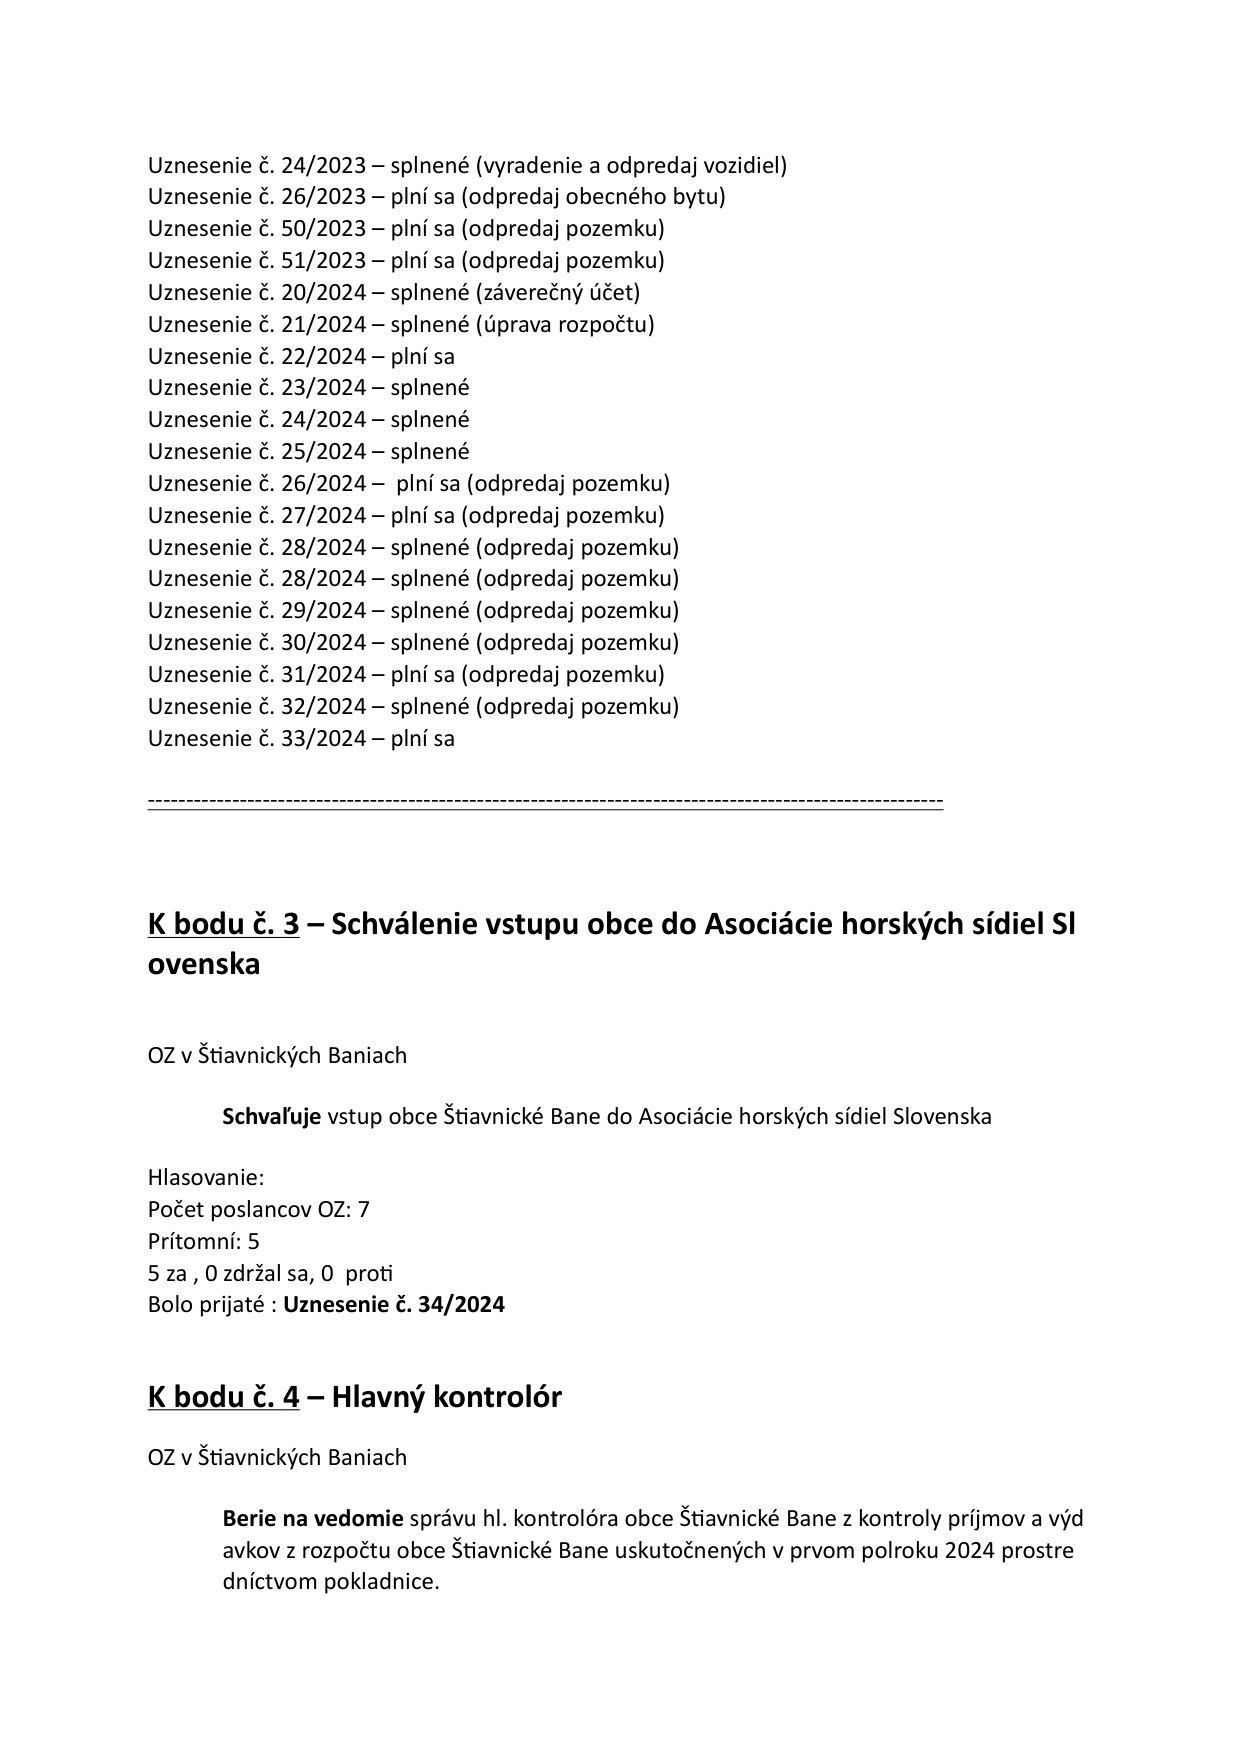 Uznesenie č. 24/2023 – splnené (vyradenie a odpredaj vozidiel)
Uznesenie č. 26/2023 – plní sa (odpredaj obecného bytu)
Uznesenie č. 50/2023 – plní sa (odpredaj pozemku)
Uznesenie č. 51/2023 – plní sa (odpredaj pozemku)
Uznesenie č. 20/2024 – splnené (záverečný účet)
Uznesenie č. 21/2024 – splnené (úprava rozpočtu)
Uznesenie č. 22/2024 – plní sa
Uznesenie č. 23/2024 – splnené
Uznesenie č. 24/2024 – splnené
Uznesenie č. 25/2024 – splnené
Uznesenie č. 26/2024 –  plní sa (odpredaj pozemku)
Uznesenie č. 27/2024 – plní sa (odpredaj pozemku)
Uznesenie č. 28/2024 – splnené (odpredaj pozemku)
Uznesenie č. 28/2024 – splnené (odpredaj pozemku)
Uznesenie č. 29/2024 – splnené (odpredaj pozemku)
Uznesenie č. 30/2024 – splnené (odpredaj pozemku)
Uznesenie č. 31/2024 – plní sa (odpredaj pozemku)
Uznesenie č. 32/2024 – splnené (odpredaj pozemku)
Uznesenie č. 33/2024 – plní sa
--------------------------------------------------------------------------------------------------------
K bodu č. 3 – Schválenie vstupu obce do Asociácie horských sídiel Sl
ovenska
OZ v Štiavnických Baniach
Schvaľuje vstup obce Štiavnické Bane do Asociácie horských sídiel Slovenska
Hlasovanie:
Počet poslancov OZ: 7
Prítomní: 5
5 za , 0 zdržal sa, 0  proti
Bolo prijaté : Uznesenie č. 34/2024
K bodu č. 4 – Hlavný kontrolór
OZ v Štiavnických Baniach
Berie na vedomie správu hl. kontrolóra obce Štiavnické Bane z kontroly príjmov a výd
avkov z rozpočtu obce Štiavnické Bane uskutočnených v prvom polroku 2024 prostre
dníctvom pokladnice.